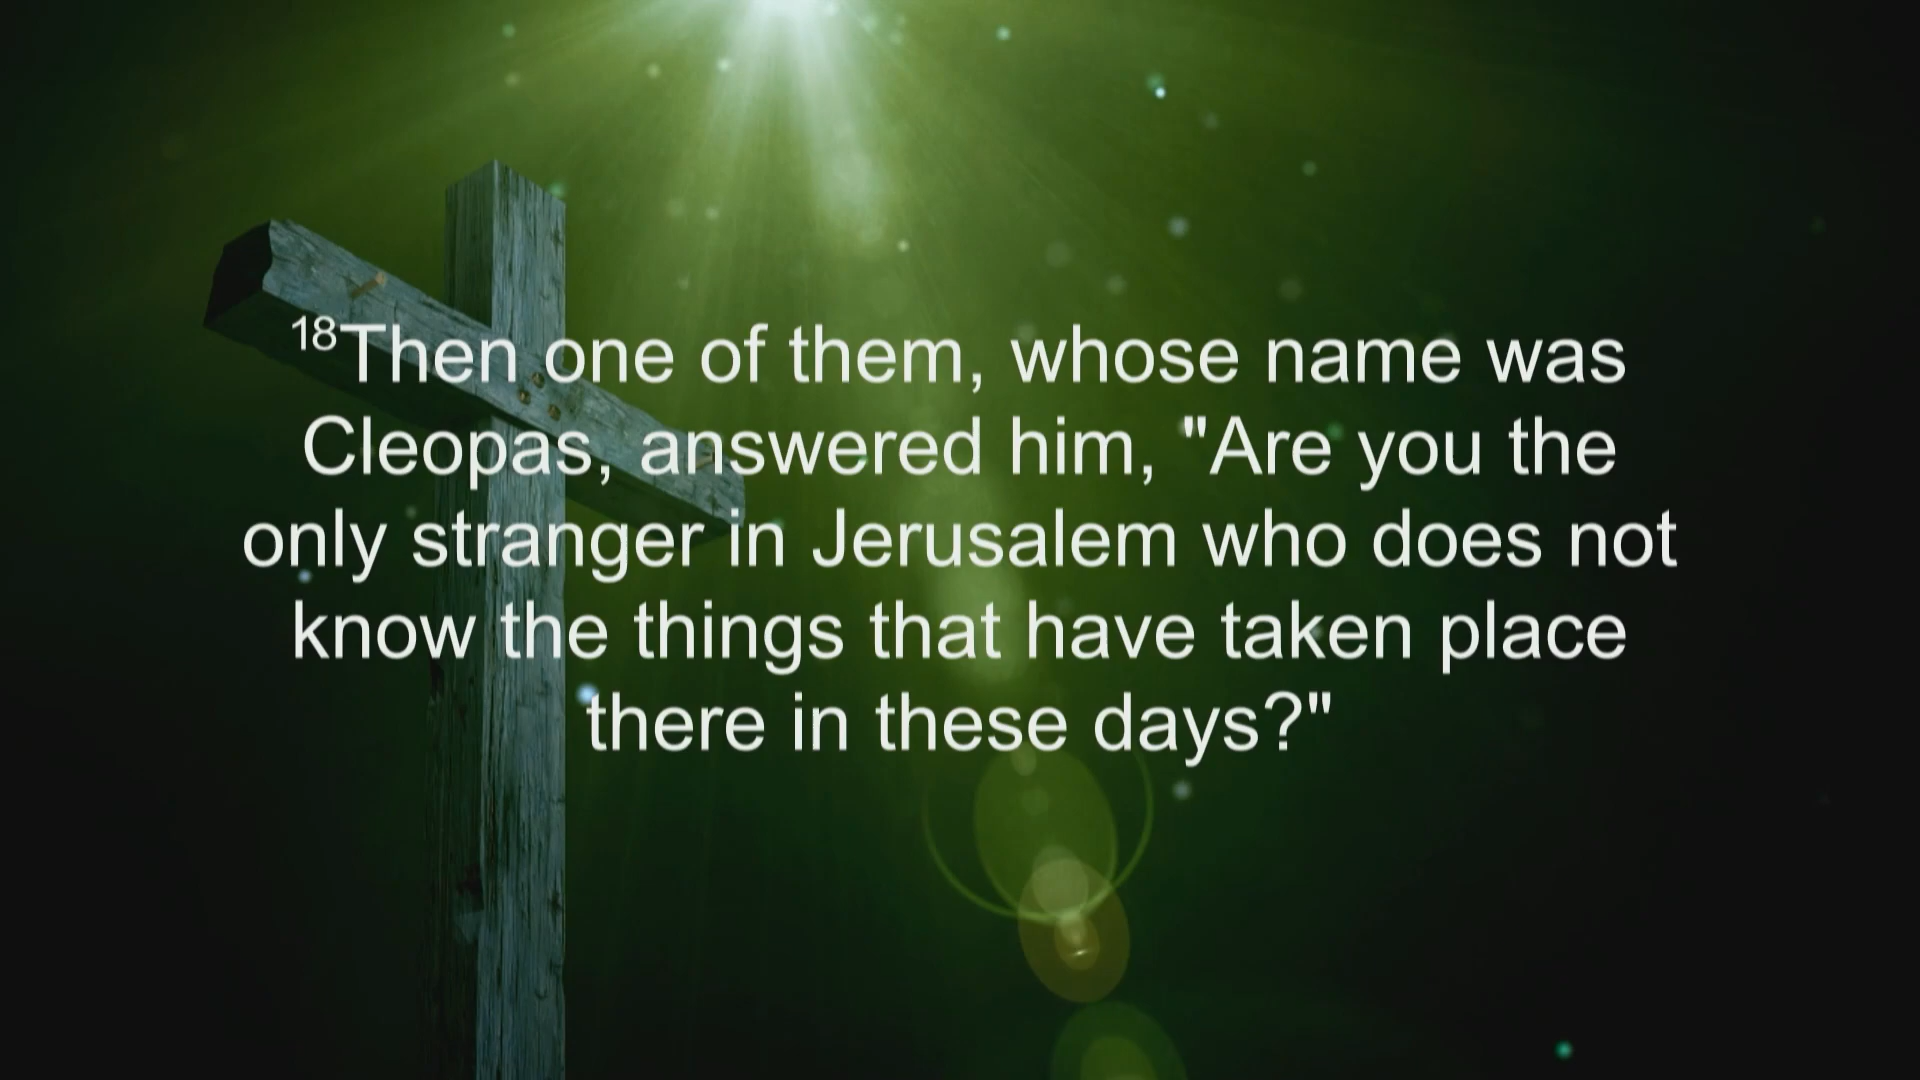 18Then one of them, whose name was
Cleopas, answered him, "Are you the
only stranger in Jerusalem who does not
know the things that have taken place
there in these days?"